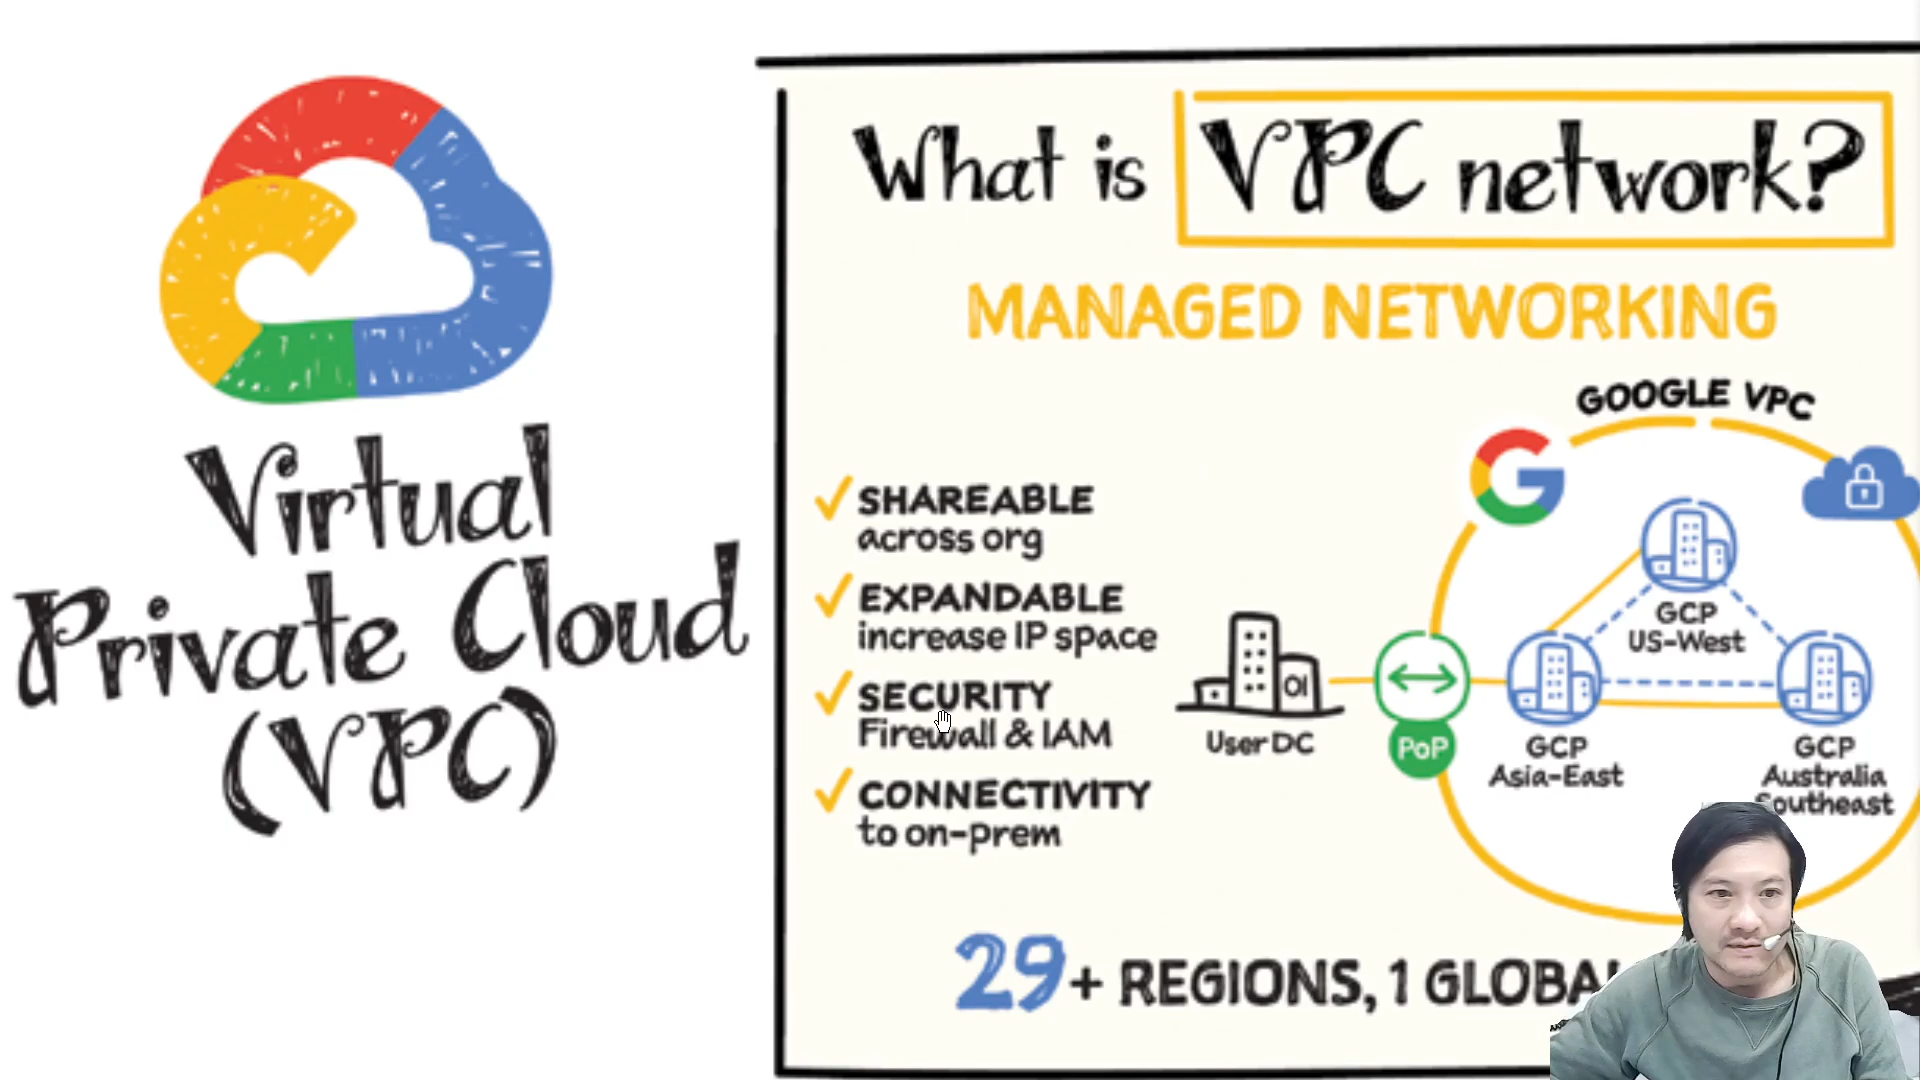 Virtual
Private Cloud
(VPC)
What is VPC network?
MANAGED NETWORKING
GOOGLE VPC
✓ SHAREABLE
across org
✓ EXPANDABLE
increase IP space
✓ SECURITY
Firewall & IAM
✓ CONNECTIVITY
to on-prem
User DC
PoP
GCP
US-West
GCP
Asia-East
GCP
Australia
Southeast
29+ REGIONS, 1 GLOBAL